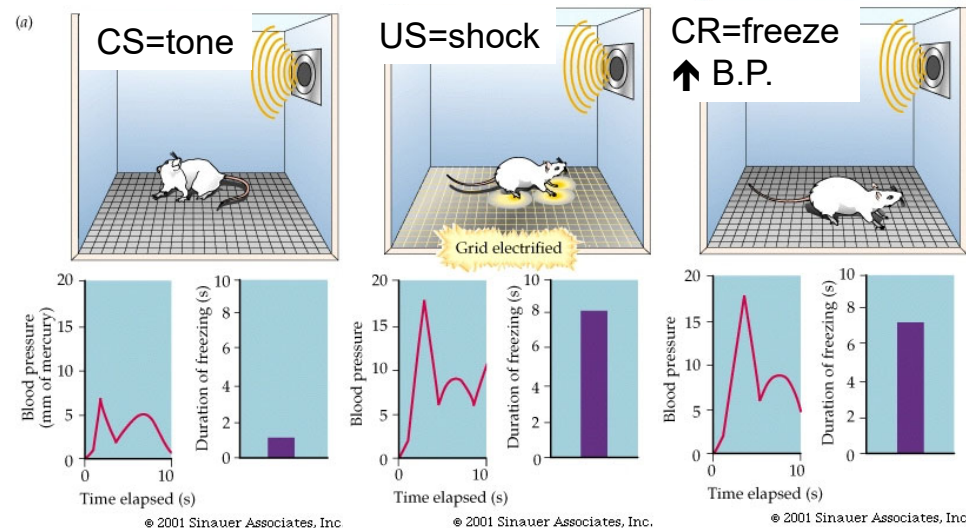 (a)
CS=tone
US=shock
CR=freeze
↑ B.P.
Grid electrified
Blood pressure
(mm of mercury)
20
15
10
5
0
0
10
Time elapsed (s)
Duration of freezing (s)
10
8
6
4
2
0
© 2001 Sinauer Associates, Inc
Blood pressure
20
15
10
5
0
0
10
Time elapsed (s)
Duration of freezing (s)
10
8
6
4
2
0
© 2001 Sinauer Associates, Inc.
Blood pressure
20
15
10
5
0
0
10
Time elapsed (s)
Duration of freezing (s)
10
8
6
4
2
0
© 2001 Sinauer Associates, Inc